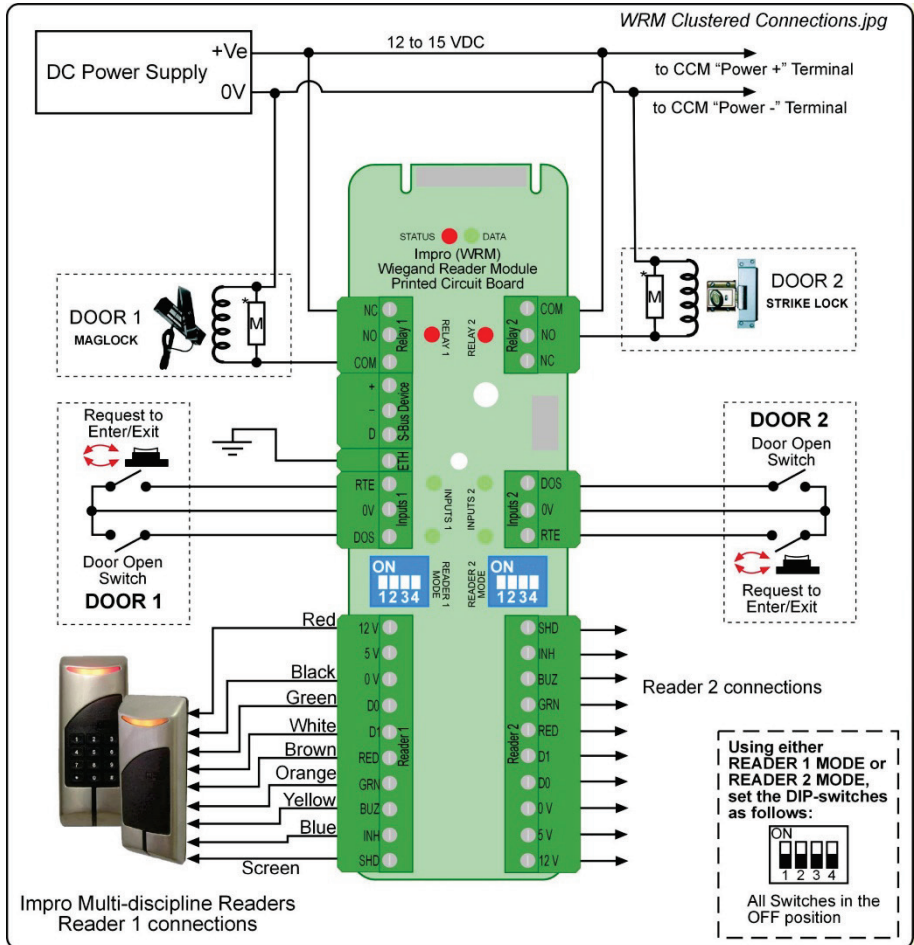 WRM Clustered Connections.jpg
DC Power Supply
+Ve
0V
12 to 15 VDC
to CCM “Power +” Terminal
to CCM “Power -” Terminal
STATUS
DATA
Impro (WRM)
Wiegand Reader Module
Printed Circuit Board
DOOR 1
MAGLOCK
*
M
NC
NO
COM
Relay 1
RELAY 1
RELAY 2
Relay 2
COM
NO
NC
*
M
DOOR 2
STRIKE LOCK
+
–
D
S-Bus Device
ETH
Request to
Enter/Exit
Door Open
Switch
DOOR 1
RTE
0V
DOS
Inputs 1
INPUTS 1
INPUTS 2
Inputs 2
DOS
0V
RTE
DOOR 2
Door Open
Switch
Request to
Enter/Exit
ON
1 2 3 4
READER 1
MODE
READER 2
MODE
ON
1 2 3 4
Red
Black
Green
White
Brown
Orange
Yellow
Blue
Screen
12 V
5 V
0 V
D0
D1
RED
GRN
BUZ
INH
SHD
Reader 1
Reader 2
SHD
INH
BUZ
GRN
RED
D1
D0
0 V
5 V
12 V
Reader 2 connections
Impro Multi-discipline Readers
Reader 1 connections
Using either
READER 1 MODE or
READER 2 MODE,
set the DIP-switches
as follows:
ON
1 2 3 4
All Switches in the
OFF position